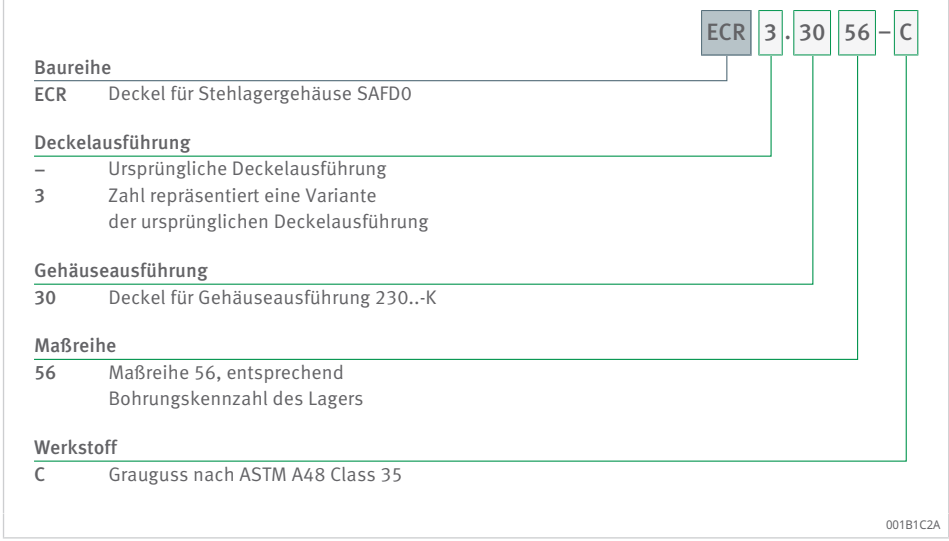 ECR 3 . 30 56 – C
Baureihe
ECR Deckel für Stehlagergehäuse SAFD0
Deckelausführung
– Ursprüngliche Deckelausführung
3 Zahl repräsentiert eine Variante
der ursprünglichen Deckelausführung
Gehäuseausführung
30 Deckel für Gehäuseausführung 230..-K
Maßreihe
56 Maßreihe 56, entsprechend
Bohrungskennzahl des Lagers
Werkstoff
C Grauguss nach ASTM A48 Class 35
001B1C2A